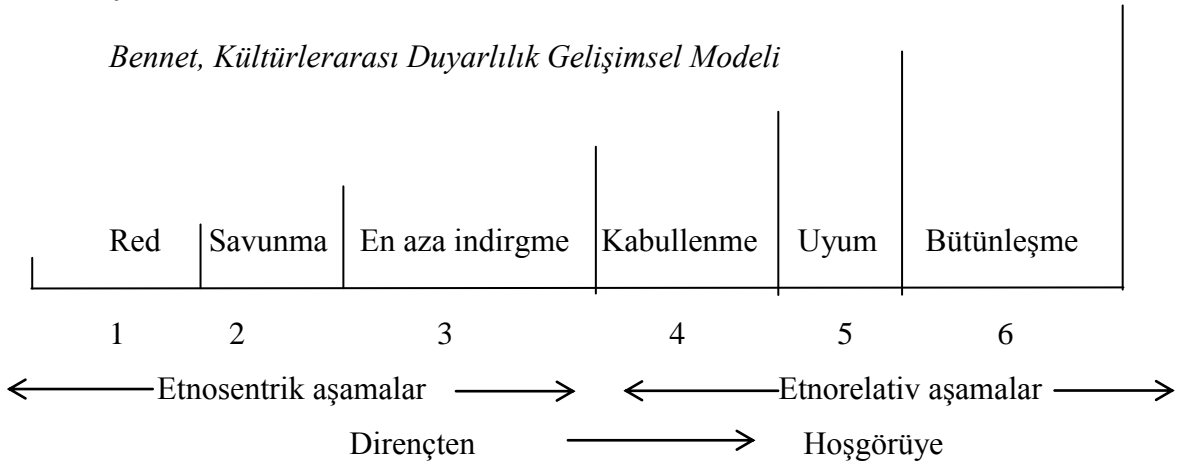 Bennet, Kültürlerarası Duyarlılık Gelişimsel Modeli
Red Savunma En aza indirgme Kabullenme Uyum Bütünleşme
1 2 3 4 5 6
Etnosentrik aşamalar Etnorelativ aşamalar
Dirençten Hoşgörüye